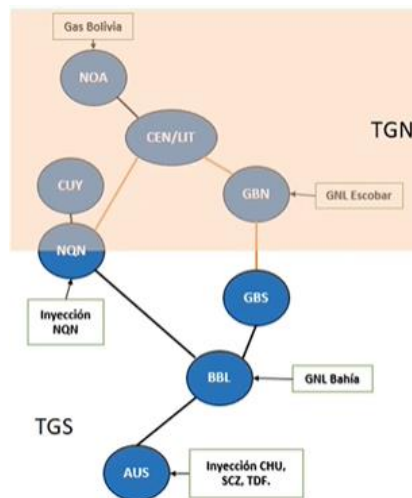 Gas Bolivia
NOA
TGN
CEN/LIT
CUY
GBN
GNL Escobar
NQN
Inyección
NQN
GBS
BBL
GNL Bahía
TGS
AUS
Inyección CHU,
SCZ, TDF.